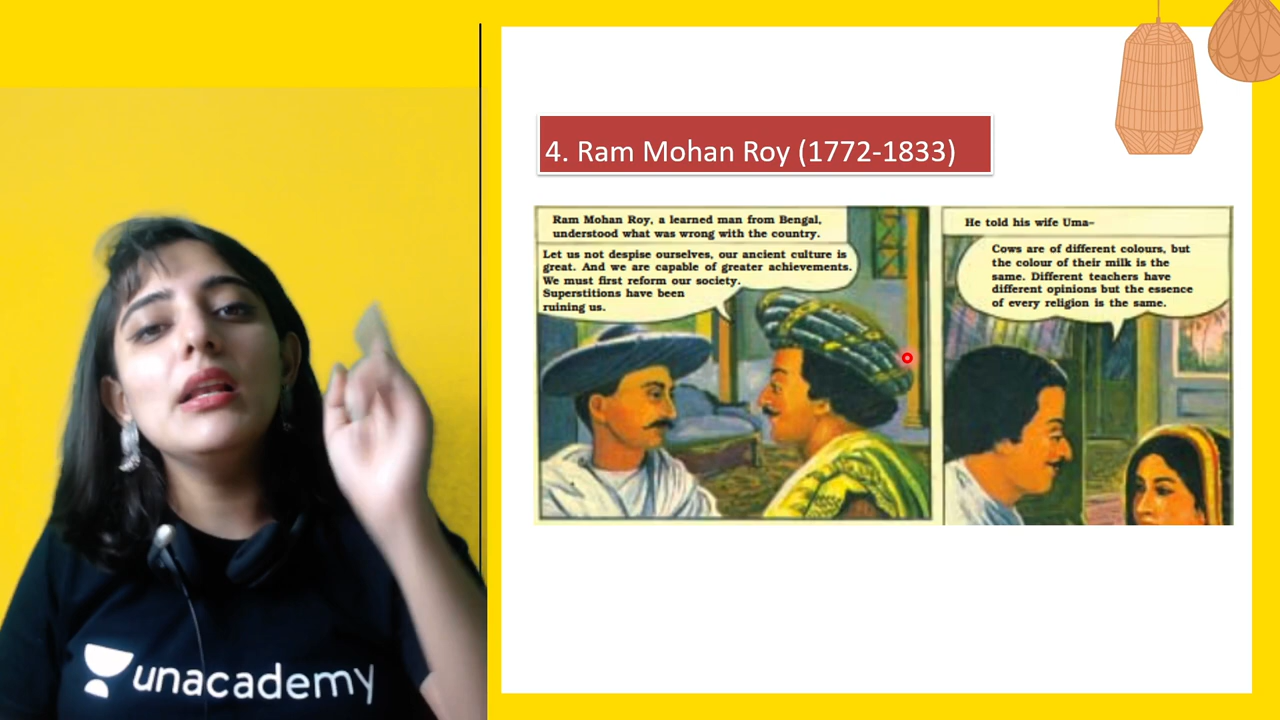 4. Ram Mohan Roy (1772-1833)
Ram Mohan Roy, a learned man from Bengal,
understood what was wrong with the country.
Let us not despise ourselves, our ancient culture is
great. And we are capable of greater achievements.
We must first reform our society.
Superstitions have been
ruining us.
He told his wife Uma–
Cows are of different colours, but
the colour of their milk is the
same. Different teachers have
different opinions but the essence
of every religion is the same.
unacademy